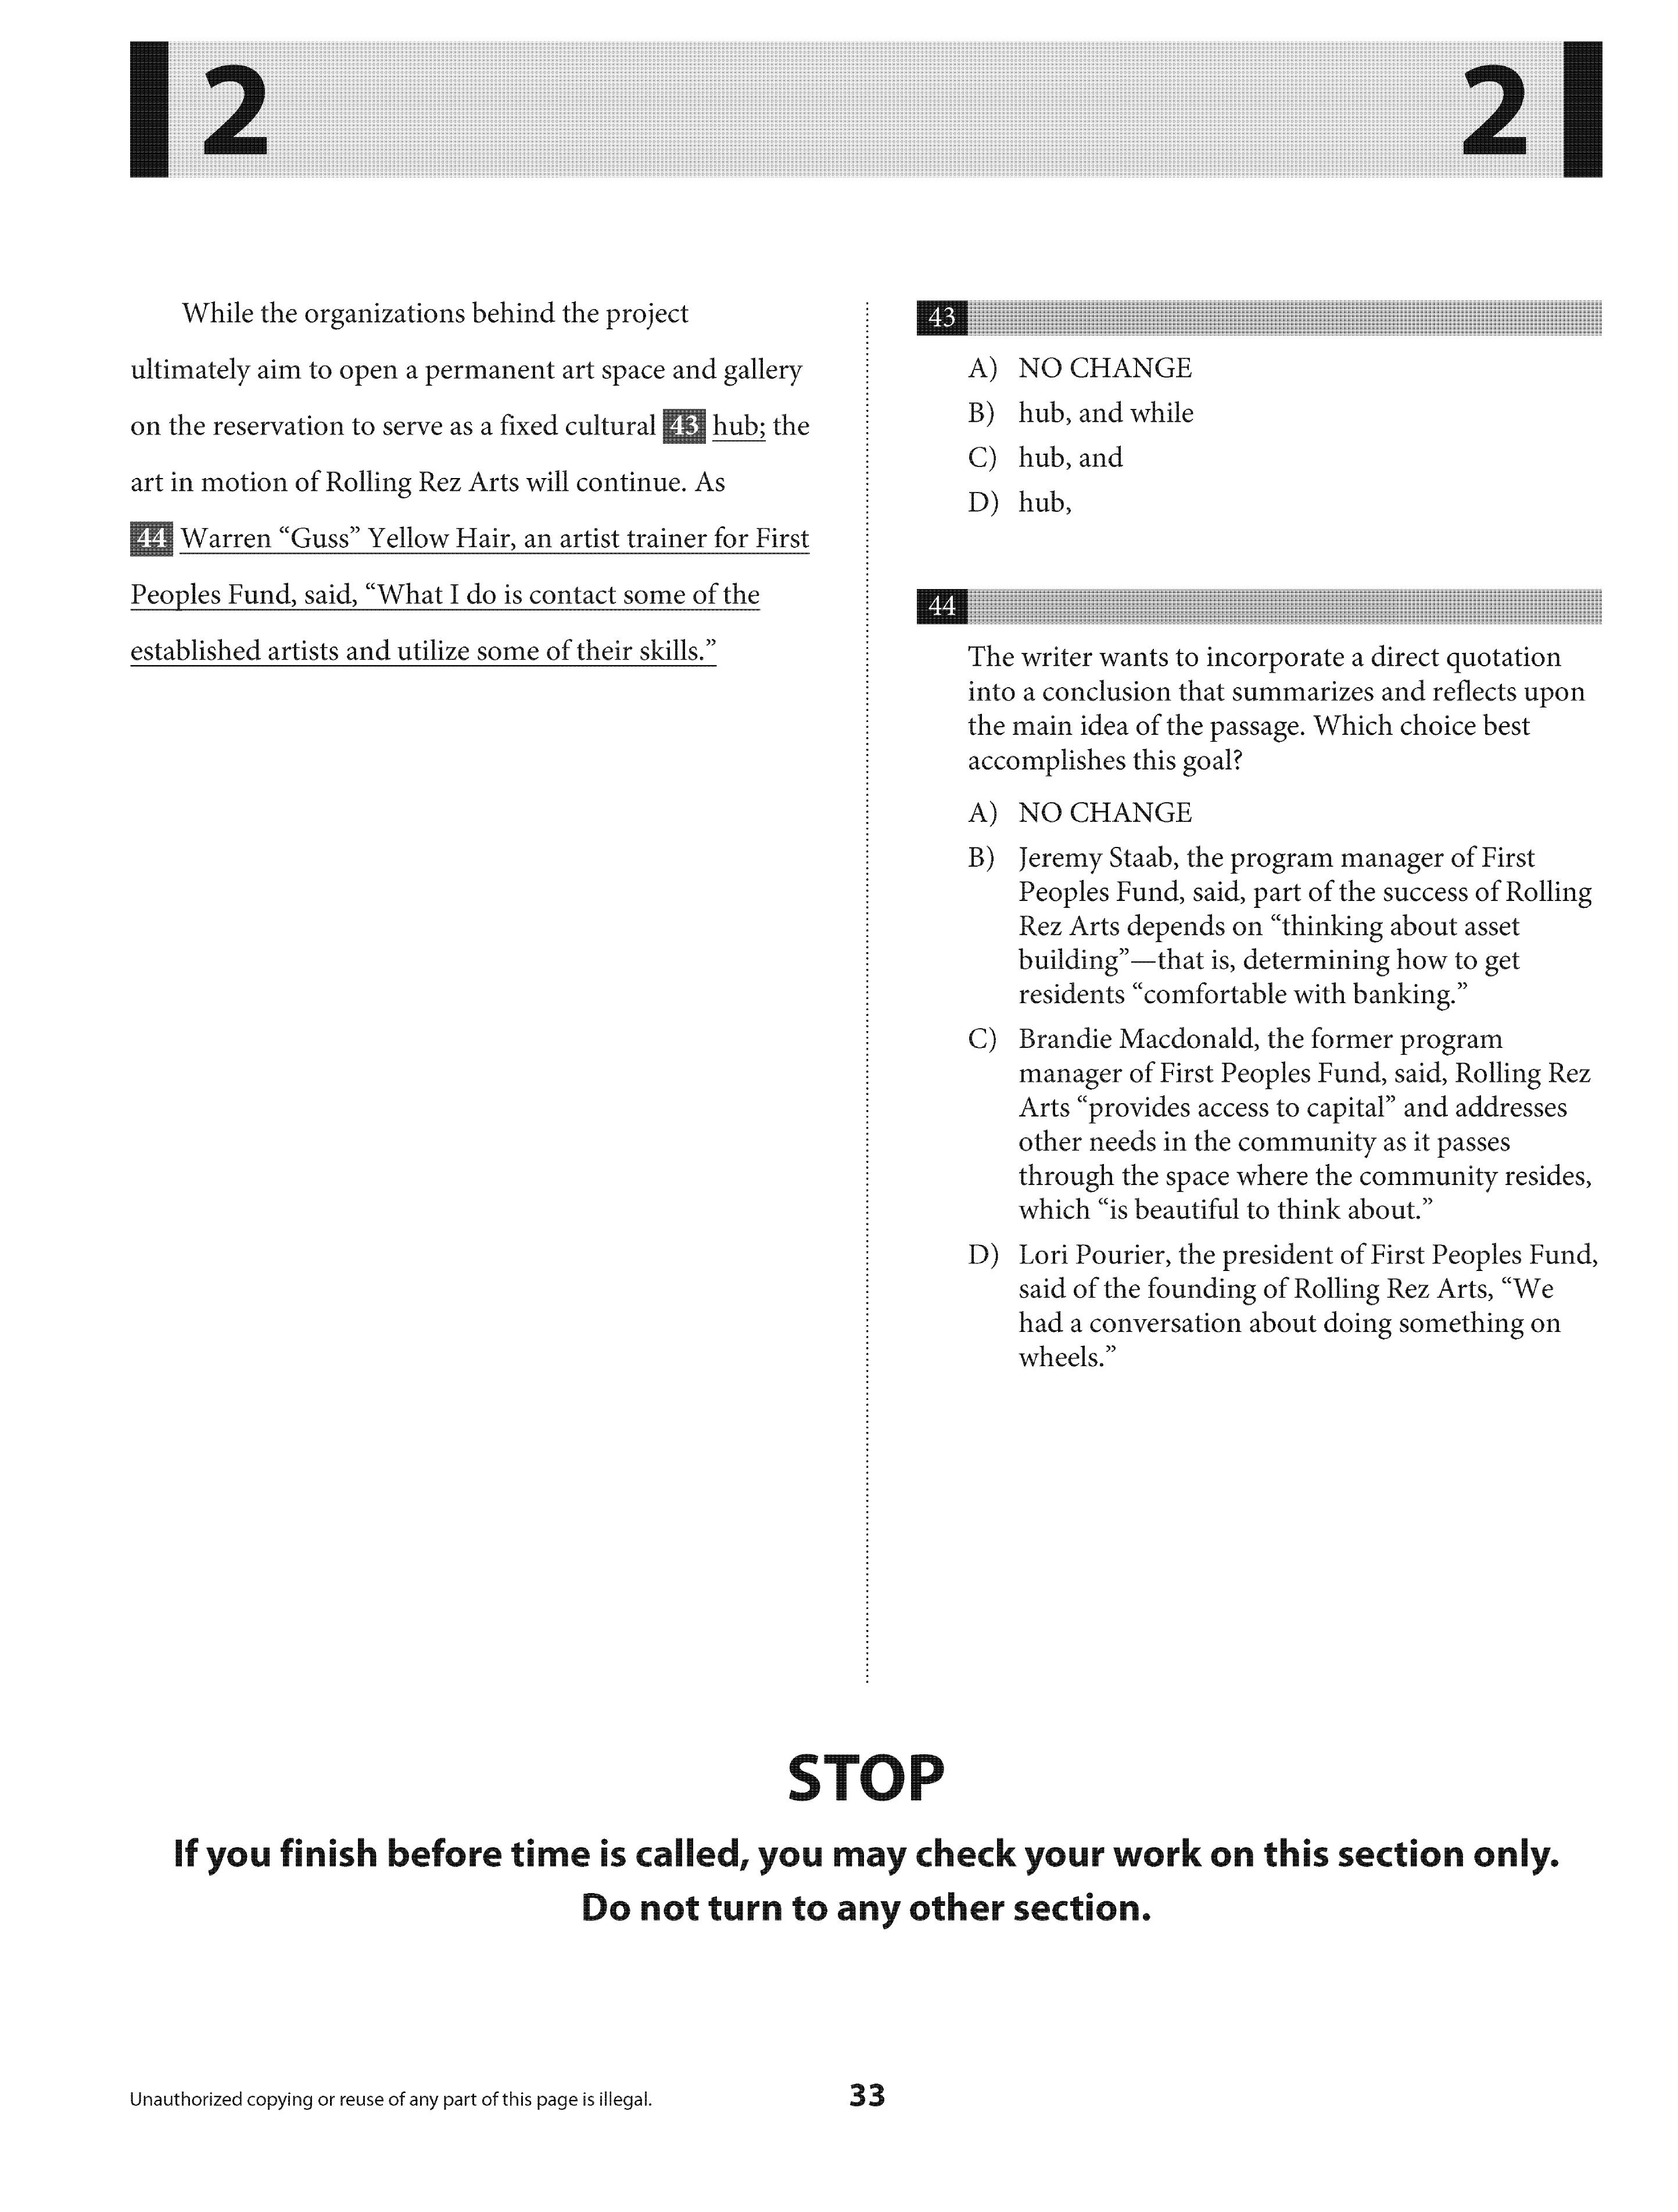 2
2
While the organizations behind the project
ultimately aim to open a permanent art space and gallery
on the reservation to serve as a fixed cultural 43 hub; the
art in motion of Rolling Rez Arts will continue. As
44 Warren “Guss” Yellow Hair, an artist trainer for First
Peoples Fund, said, “What I do is contact some of the
established artists and utilize some of their skills.”
43
A) NO CHANGE
B) hub, and while
C) hub, and
D) hub,
44
The writer wants to incorporate a direct quotation
into a conclusion that summarizes and reflects upon
the main idea of the passage. Which choice best
accomplishes this goal?
A) NO CHANGE
B) Jeremy Staab, the program manager of First
Peoples Fund, said, part of the success of Rolling
Rez Arts depends on “thinking about asset
building”—that is, determining how to get
residents “comfortable with banking.”
C) Brandie Macdonald, the former program
manager of First Peoples Fund, said, Rolling Rez
Arts “provides access to capital” and addresses
other needs in the community as it passes
through the space where the community resides,
which “is beautiful to think about.”
D) Lori Pourier, the president of First Peoples Fund,
said of the founding of Rolling Rez Arts, “We
had a conversation about doing something on
wheels.”
STOP
If you finish before time is called, you may check your work on this section only.
Do not turn to any other section.
Unauthorized copying or reuse of any part of this page is illegal.
33